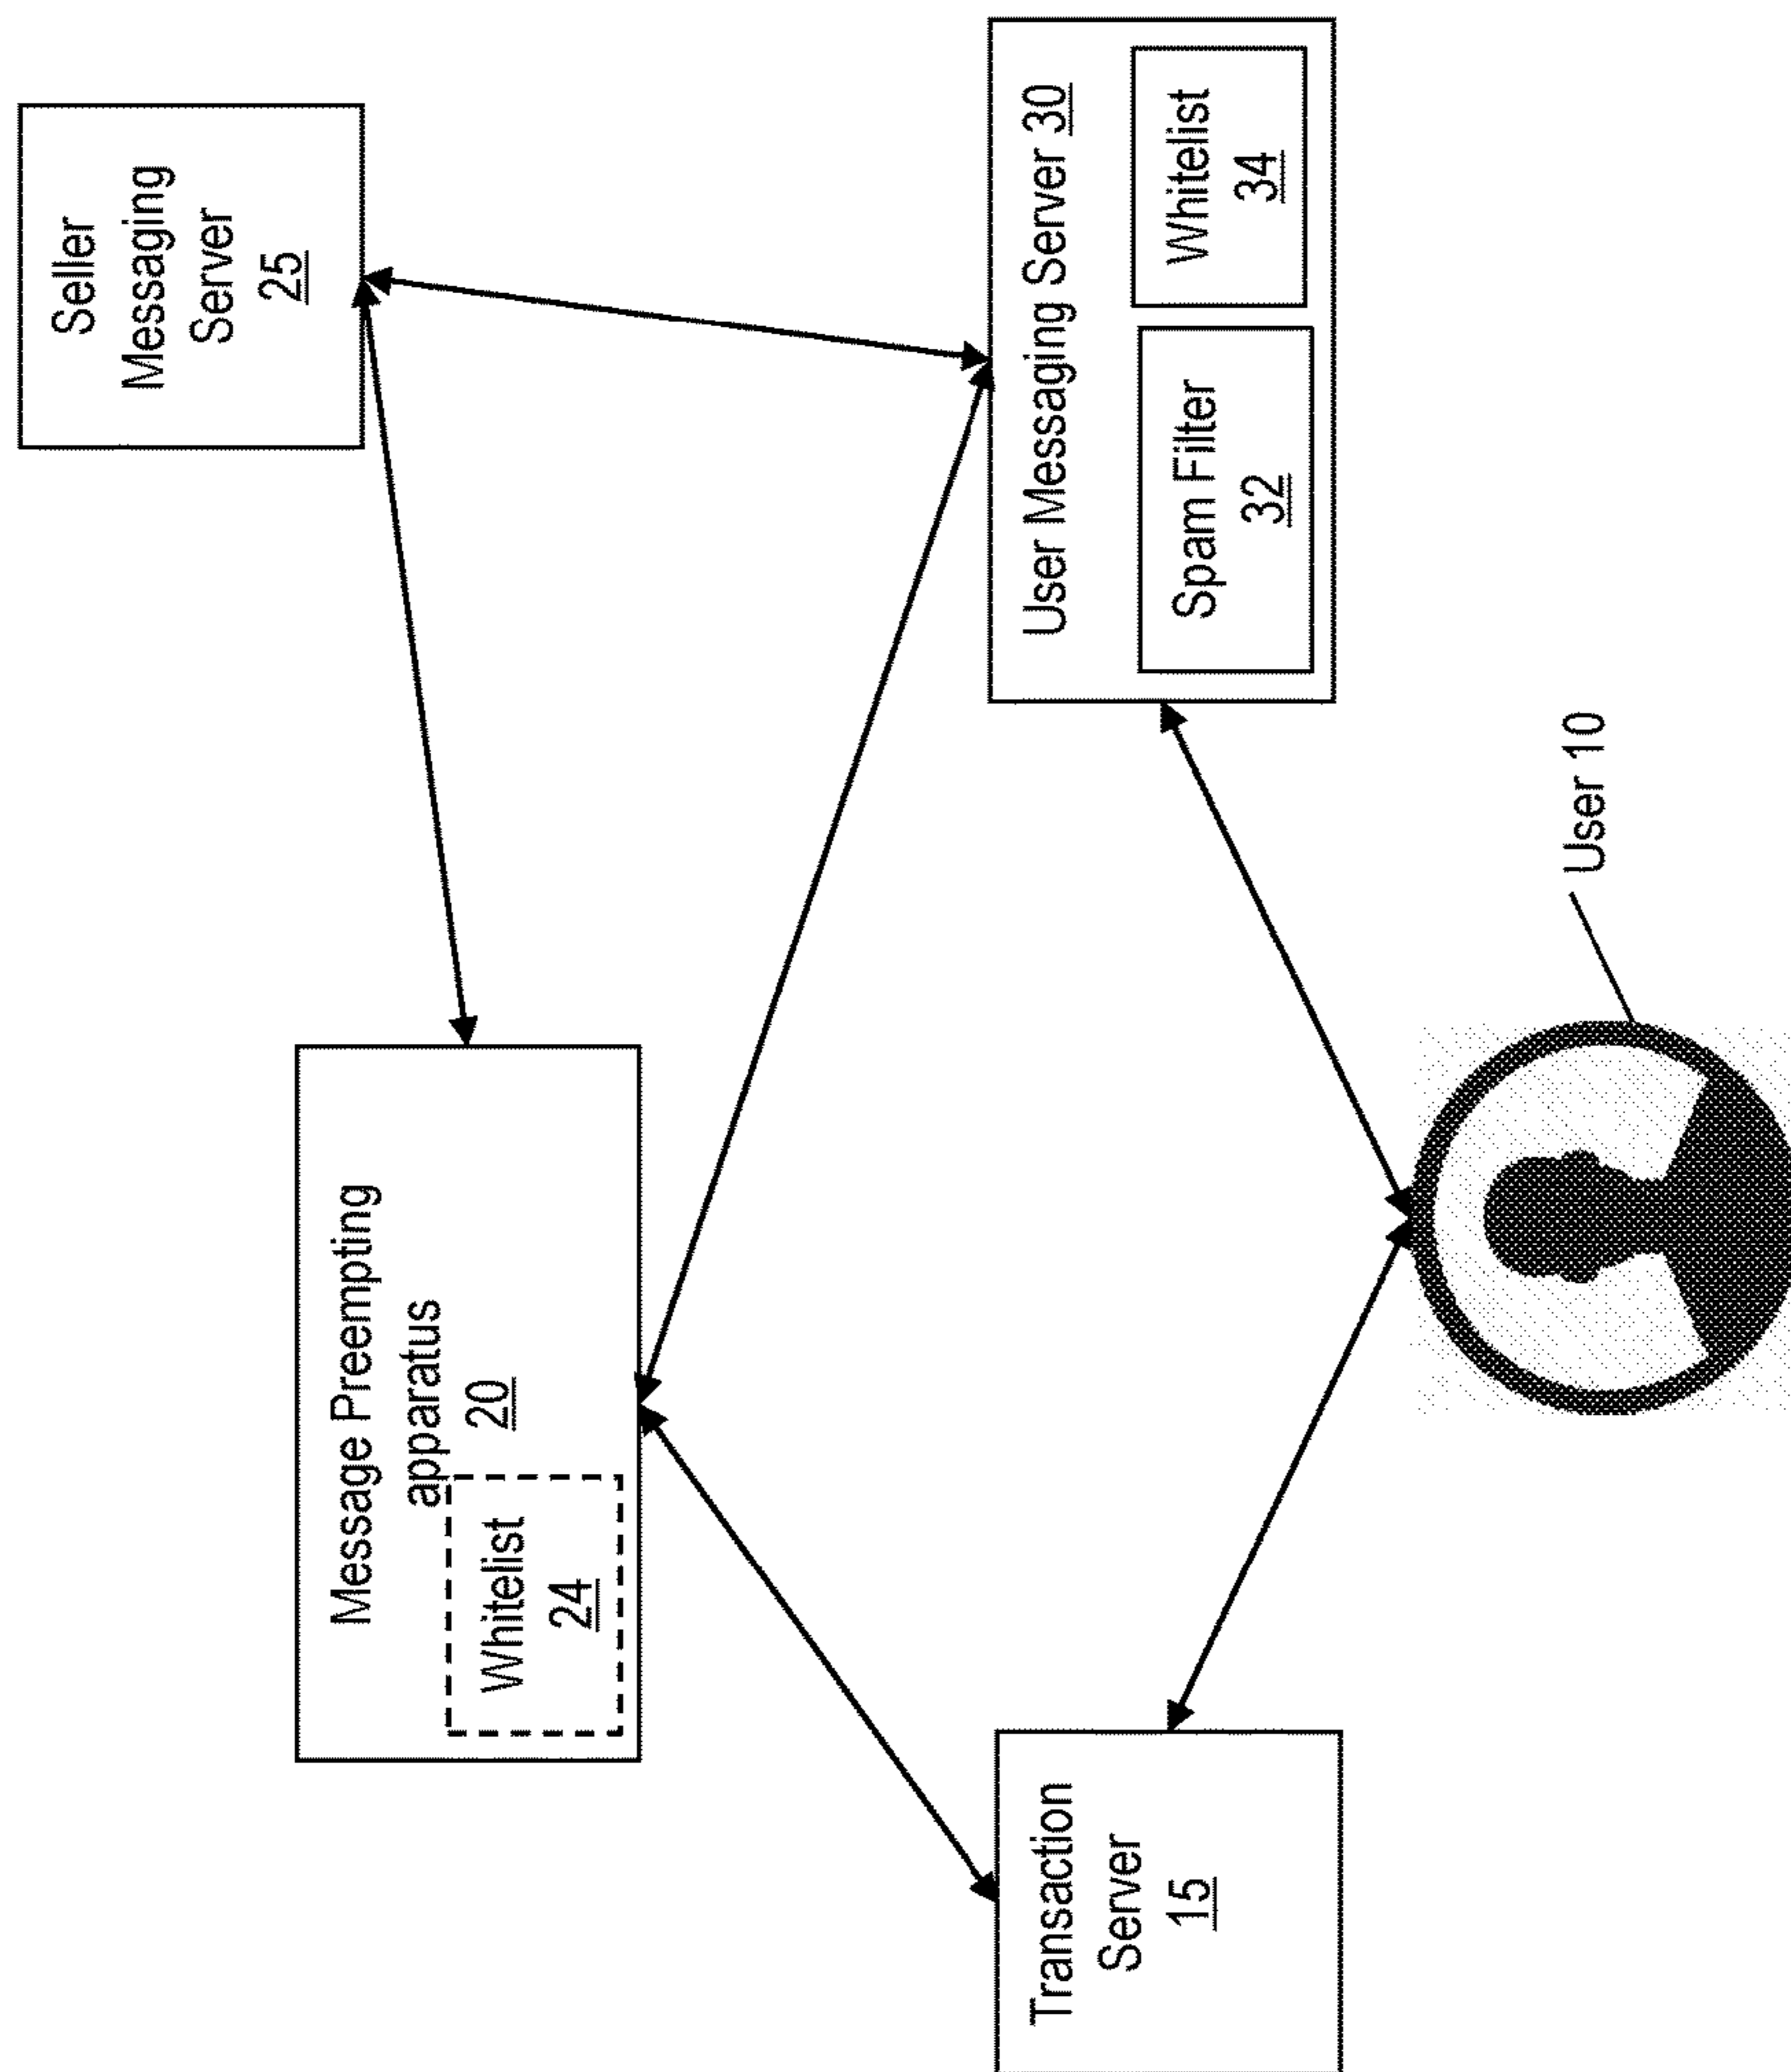 Seller
Messaging
Server
25
Message Preempting
apparatus
20
Whitelist
24
User Messaging Server 30
Spam Filter
32
Whitelist
34
Transaction
Server
15
User 10